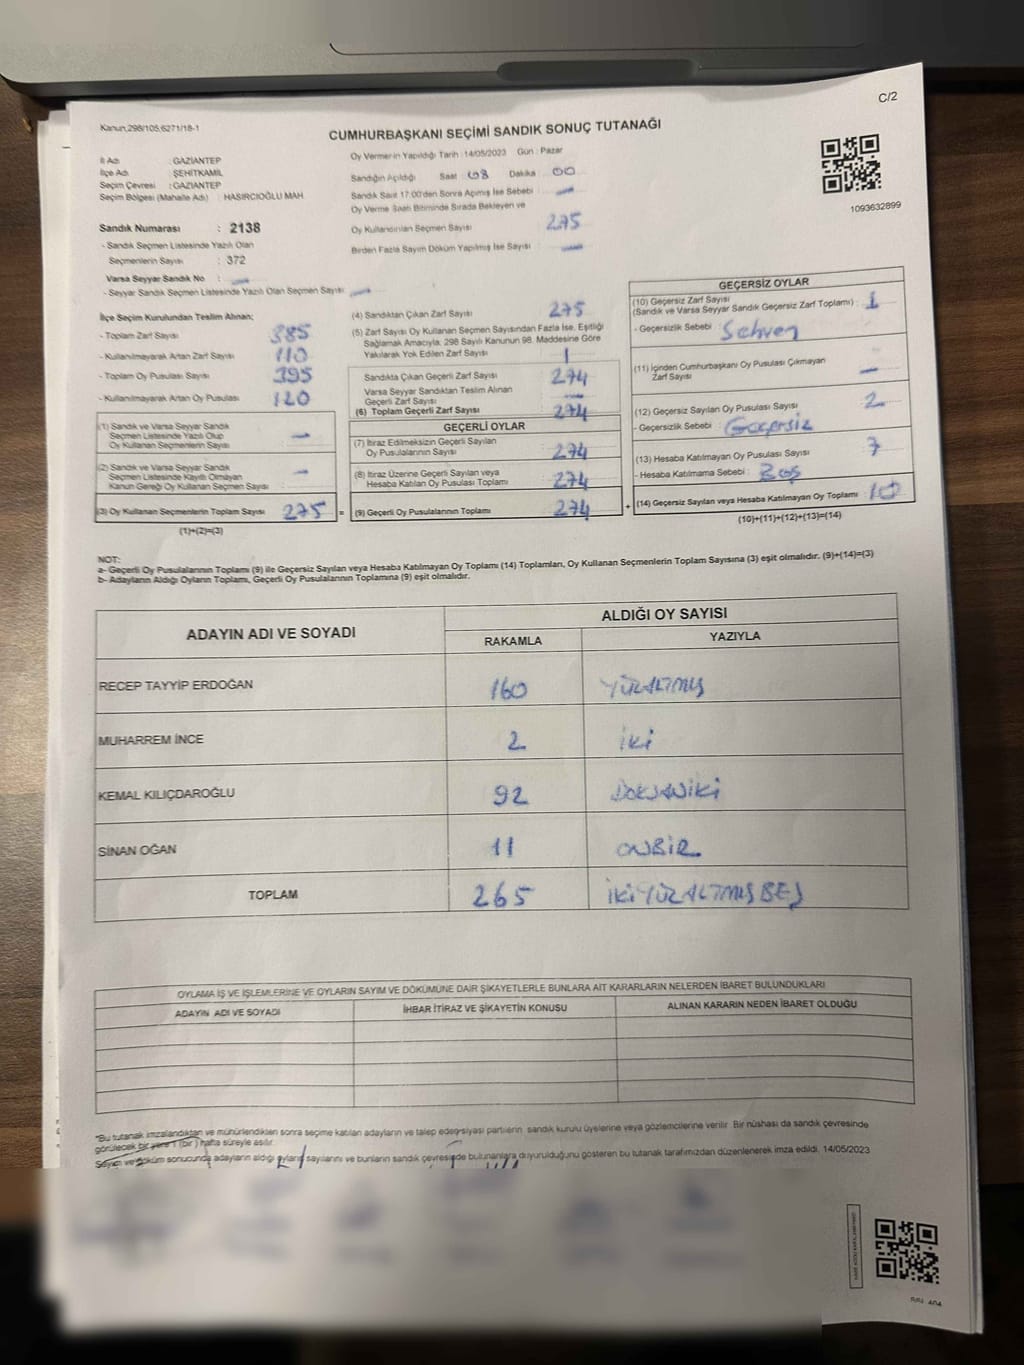 C/2
Kanun,298/105,6271/18-1
CUMHURBAŞKANI SEÇİMİ SANDIK SONUÇ TUTANAĞI
İl Adı : GAZİANTEP
İlçe Adı : ŞEHİTKAMİL
Seçim Çevresi : GAZİANTEP
Seçim Bölgesi (Mahalle Adı) : HASIRCIOĞLU MAH
Oy Vermenin Yapıldığı Tarih : 14/05/2023 Gün : Pazar
Sandığın Açıldığı Saat : 08 Dakika 00
Sandık Saat 17:00'den Sonra Açımış İse Sebebi : —
Oy Verme Saati Bitiminde Sırada Bekleyen ve
Oy Kullandırılan Seçmen Sayısı 275
Birden Fazla Sayım Döküm Yapılmış İse Sayısı : —
1093632899
Sandık Numarası : 2138
- Sandık Seçmen Listesinde Yazılı Olan
Seçmenlerin Sayısı : 372
Varsa Seyyar Sandık No : —
- Seyyar Sandık Seçmen Listesinde Yazılı Olan Seçmen Sayısı : —
İlçe Seçim Kurulundan Teslim Alınan;
- Toplam Zarf Sayısı 385
- Kullanılmayarak Artan Zarf Sayısı 110
- Toplam Oy Pusulası Sayısı 395
- Kullanılmayarak Artan Oy Pusulası 120
(1) Sandık ve Varsa Seyyar Sandık
Seçmen Listesinde Yazılı Olup
Oy Kullanan Seçmenlerin Sayısı —
(2) Sandık ve Varsa Seyyar Sandık
Seçmen Listesinde Kayıtlı Olmayan
Kanun Gereği Oy Kullanan Seçmen Sayısı : —
(3) Oy Kullanan Seçmenlerin Toplam Sayısı 275 =
(1)+(2)=(3)
(4) Sandıktan Çıkan Zarf Sayısı 275
(5) Zarf Sayısı Oy Kullanan Seçmen Sayısından Fazla İse, Eşitliği
Sağlamak Amacıyla, 298 Sayılı Kanunun 98. Maddesine Göre
Yakılarak Yok Edilen Zarf Sayısı 1
Sandıkta Çıkan Geçerli Zarf Sayısı 274
Varsa Seyyar Sandıktan Teslim Alınan
Geçerli Zarf Sayısı —
(6) Toplam Geçerli Zarf Sayısı 274
GEÇERLİ OYLAR
(7) İtiraz Edilmeksizin Geçerli Sayılan
Oy Pusulalarının Sayısı 274
(8) İtiraz Üzerine Geçerli Sayılan veya
Hesaba Katılan Oy Pusulası Toplamı 274
(9) Geçerli Oy Pusulalarının Toplamı 274 +
GEÇERSİZ OYLAR
(10) Geçersiz Zarf Sayısı
(Sandık ve Varsa Seyyar Sandık Geçersiz Zarf Toplamı) : 1
- Geçersizlik Sebebi : Sehven
(11) İçinden Cumhurbaşkanı Oy Pusulası Çıkmayan
Zarf Sayısı —
(12) Geçersiz Sayılan Oy Pusulası Sayısı 2
- Geçersizlik Sebebi : Geçersiz
(13) Hesaba Katılmayan Oy Pusulası Sayısı 7
- Hesaba Katılmama Sebebi : Boş
(14) Geçersiz Sayılan veya Hesaba Katılmayan Oy Toplamı 10
(10)+(11)+(12)+(13)=(14)
NOT:
a- Geçerli Oy Pusulalarının Toplamı (9) ile Geçersiz Sayılan veya Hesaba Katılmayan Oy Toplamı (14) Toplamları, Oy Kullanan Seçmenlerin Toplam Sayısına (3) eşit olmalıdır. (9)+(14)=(3)
b- Adayların Aldığı Oyların Toplamı, Geçerli Oy Pusulalarının Toplamına (9) eşit olmalıdır.
ADAYIN ADI VE SOYADI
ALDIĞI OY SAYISI
RAKAMLA YAZIYLA
RECEP TAYYİP ERDOĞAN 160 YÜZALTMIŞ
MUHARREM İNCE 2 İki
KEMAL KILIÇDAROĞLU 92 DOKSANİKİ
SİNAN OĞAN 11 ONBİR
TOPLAM 265 İKİYÜZALTMIŞBEŞ
OYLAMA İŞ VE İŞLEMLERİNE VE OYLARIN SAYIM VE DÖKÜMÜNE DAİR ŞİKAYETLERLE BUNLARA AİT KARARLARIN NELERDEN İBARET BULUNDUKLARI
ADAYIN ADI VE SOYADI İHBAR İTİRAZ VE ŞİKAYETİN KONUSU ALINAN KARARIN NEDEN İBARET OLDUĞU
"Bu tutanak imzalandıktan ve mühürlendikten sonra seçime katılan adayların ve talep eden siyasi partilerin, sandık kurulu üyelerine veya gözlemcilerine verilir. Bir nüshası da sandık çevresinde
görülecek bir yere 1 (bir) hafta süreyle asılır.
Sayım ve döküm sonucunda adayların aldığı oyların sayılarını ve bunların sandık çevresinde bulunanlara duyurulduğunu gösteren bu tutanak tarafımızdan düzenlenerek imza edildi. 14/05/2023